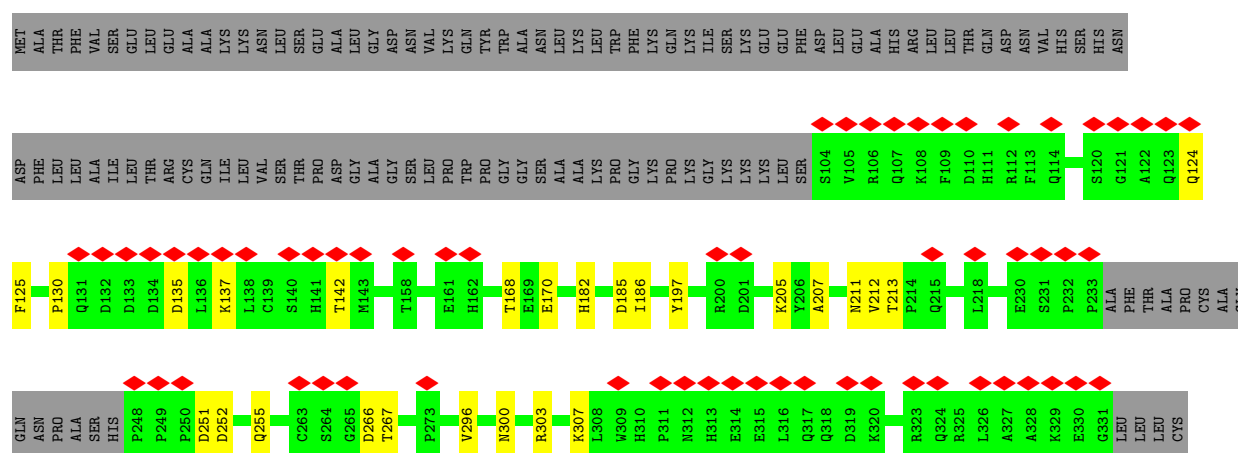 MET ALA THR PHE VAL SER GLU LEU GLU ALA ALA LYS LYS ASN LEU SER GLU ALA LEU GLY ASP ASN VAL LYS GLN TYR TRP ALA ASN LEU LYS LEU TRP PHE LYS GLN LYS ILE SER LYS GLU GLU PHE ASP LEU GLU ALA HIS ARG LEU LEU THR GLN ASP ASN VAL HIS SER HIS ASN
ASP PHE LEU LEU ALA ILE LEU THR ARG CYS GLN ILE LEU VAL SER THR PRO ASP GLY ALA GLY SER LEU PRO TRP PRO GLY GLY SER ALA ALA LYS PRO GLY LYS PRO LYS GLY LYS LYS LYS LEU SER S104 V105 R106 Q107 K108 F109 D110 H111 R112 F113 Q114 S120 G121 A122 Q123 Q124
F125 P130 Q131 D132 D133 D134 D135 L136 K137 L138 C139 S140 H141 T142 M143 T158 E161 H162 T168 E169 E170 H182 D185 I186 Y197 R200 D201 K205 Y206 A207 N211 V212 T213 P214 Q215 L218 E230 S231 P232 P233 ALA PHE THR ALA PRO CYS ALA
GLN ASN PRO ALA SER HIS P248 P249 P250 D251 D252 Q255 C263 S264 G265 D266 T267 P273 V296 N300 R303 K307 L308 W309 H310 P311 N312 H313 E314 E315 L316 Q317 Q318 D319 K320 R323 Q324 R325 L326 A327 A328 K329 E330 G331 LEU LEU LEU CYS